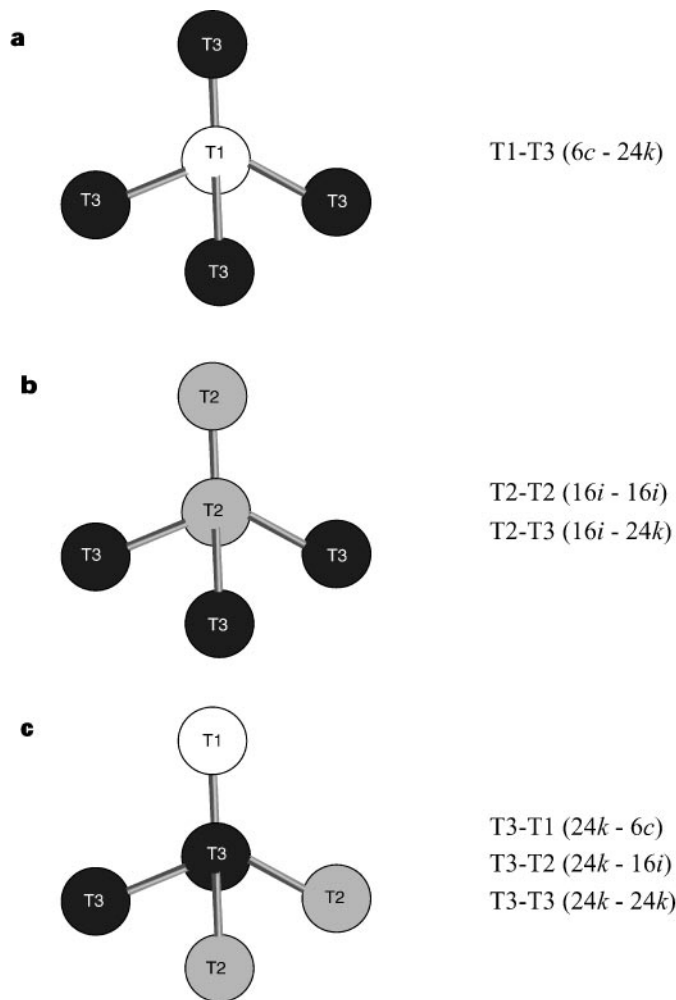 a
T3
T1
T3
T3
T3
T1-T3 (6c - 24k)
b
T2
T2
T3
T3
T3
T2-T2 (16i - 16i)
T2-T3 (16i - 24k)
c
T1
T3
T3
T2
T2
T3-T1 (24k - 6c)
T3-T2 (24k - 16i)
T3-T3 (24k - 24k)